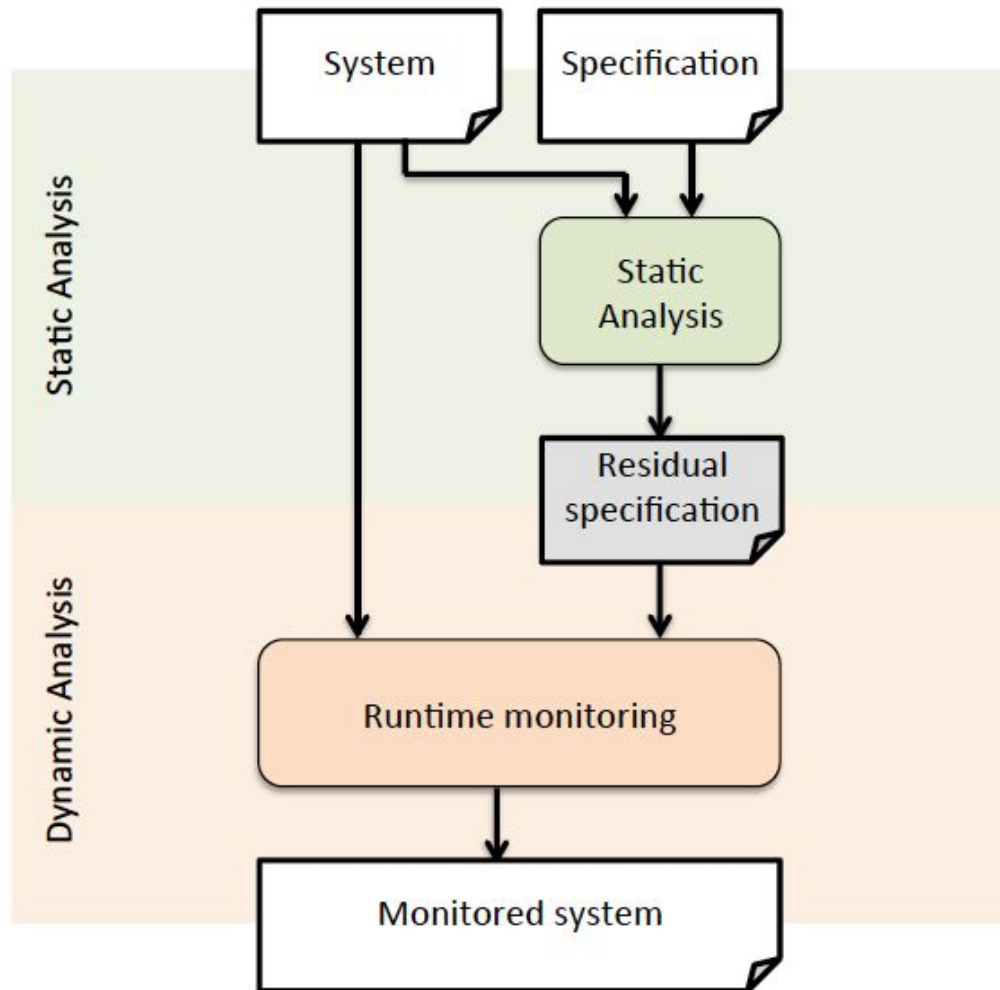 System
Specification
Static Analysis
Static
Analysis
Residual
specification
Dynamic Analysis
Runtime monitoring
Monitored system